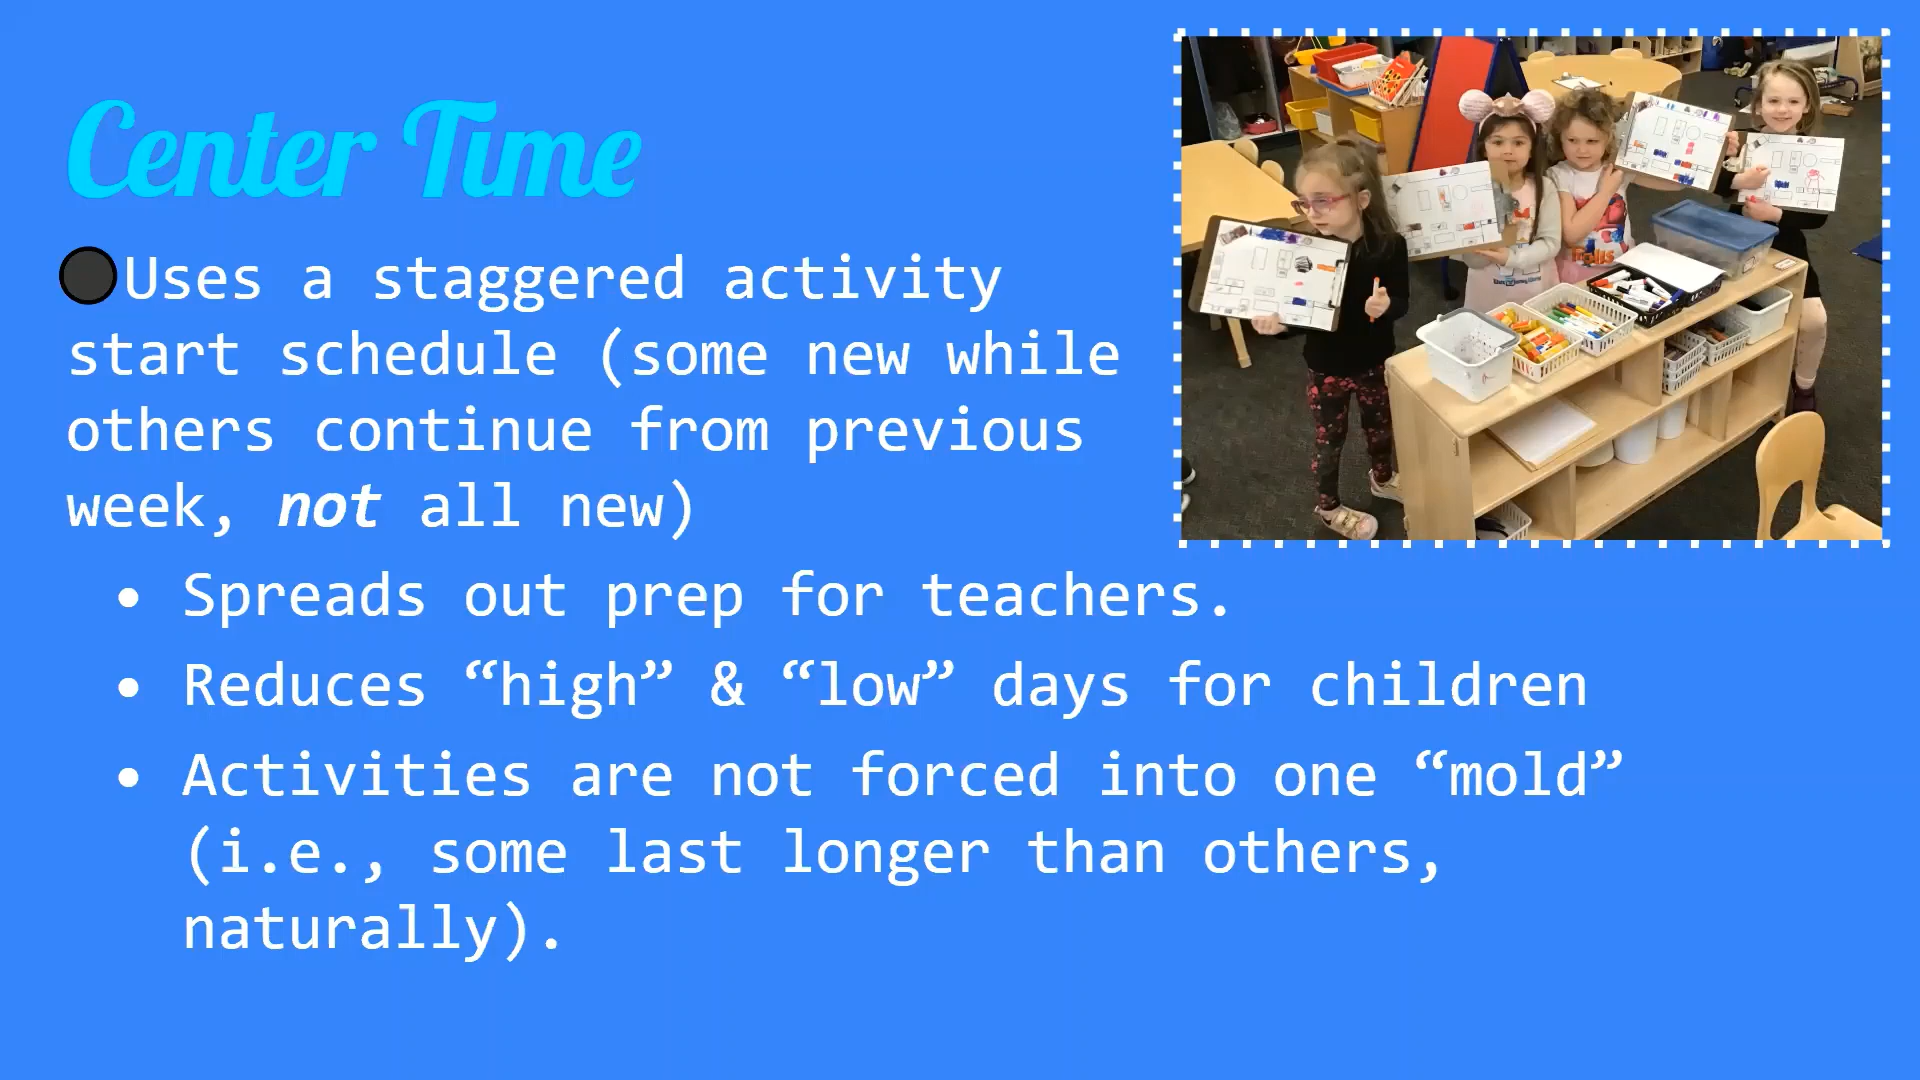 Center Time
⚫Uses a staggered activity
start schedule (some new while
others continue from previous
week, not all new)
• Spreads out prep for teachers.
• Reduces “high” & “low” days for children
• Activities are not forced into one “mold”
(i.e., some last longer than others,
naturally).
Trolls